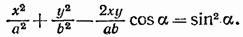 x²/a² + y²/b² − 2xy/ab cos α = sin² α.